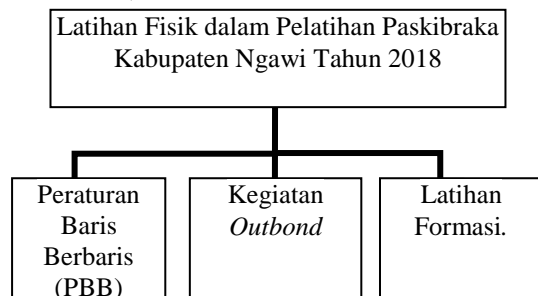 Latihan Fisik dalam Pelatihan Paskibraka
Kabupaten Ngawi Tahun 2018
Peraturan
Baris
Berbaris
(PBB)
Kegiatan
Outbond
Latihan
Formasi.